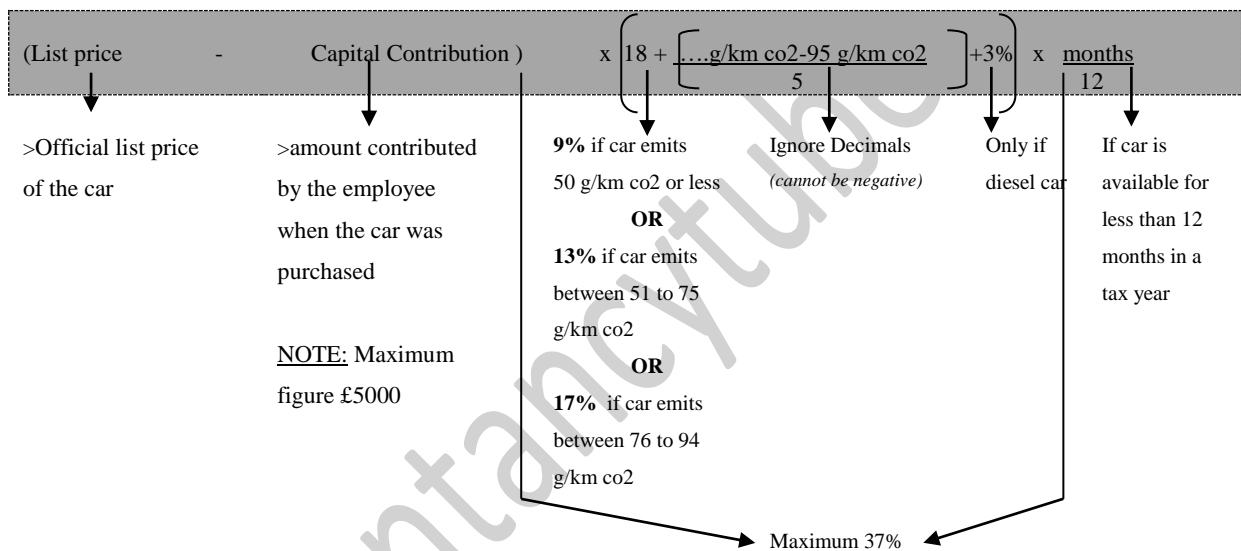 (List price - Capital Contribution ) x 18 + ….g/km co2-95 g/km co2 +3% x months
5 12
>Official list price
of the car
>amount contributed
by the employee
when the car was
purchased
NOTE: Maximum
figure £5000
9% if car emits
50 g/km co2 or less
OR
13% if car emits
between 51 to 75
g/km co2
OR
17% if car emits
between 76 to 94
g/km co2
Ignore Decimals
(cannot be negative)
Only if
diesel car
If car is
available for
less than 12
months in a
tax year
Maximum 37%
ntancytube